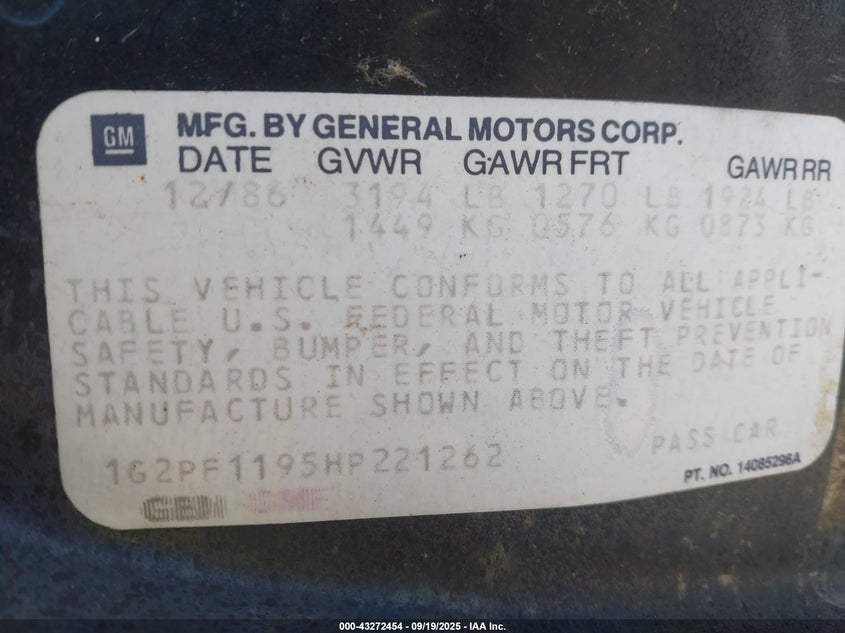 GM
MFG. BY GENERAL MOTORS CORP.
DATE GVWR GAWR FRT GAWR RR
12/86 3194 LB 1270 LB 1924 LB
1449 KG 0576 KG 0873 KG
THIS VEHICLE CONFORMS TO ALL APPLI-
CABLE U.S. FEDERAL MOTOR VEHICLE
SAFETY, BUMPER, AND THEFT PREVENTION
STANDARDS IN EFFECT ON THE DATE OF
MANUFACTURE SHOWN ABOVE.
PASS CAR
1G2PF1195HP221262
PT. NO. 14085296A
000-43272454 - 09/19/2025 - IAA Inc.